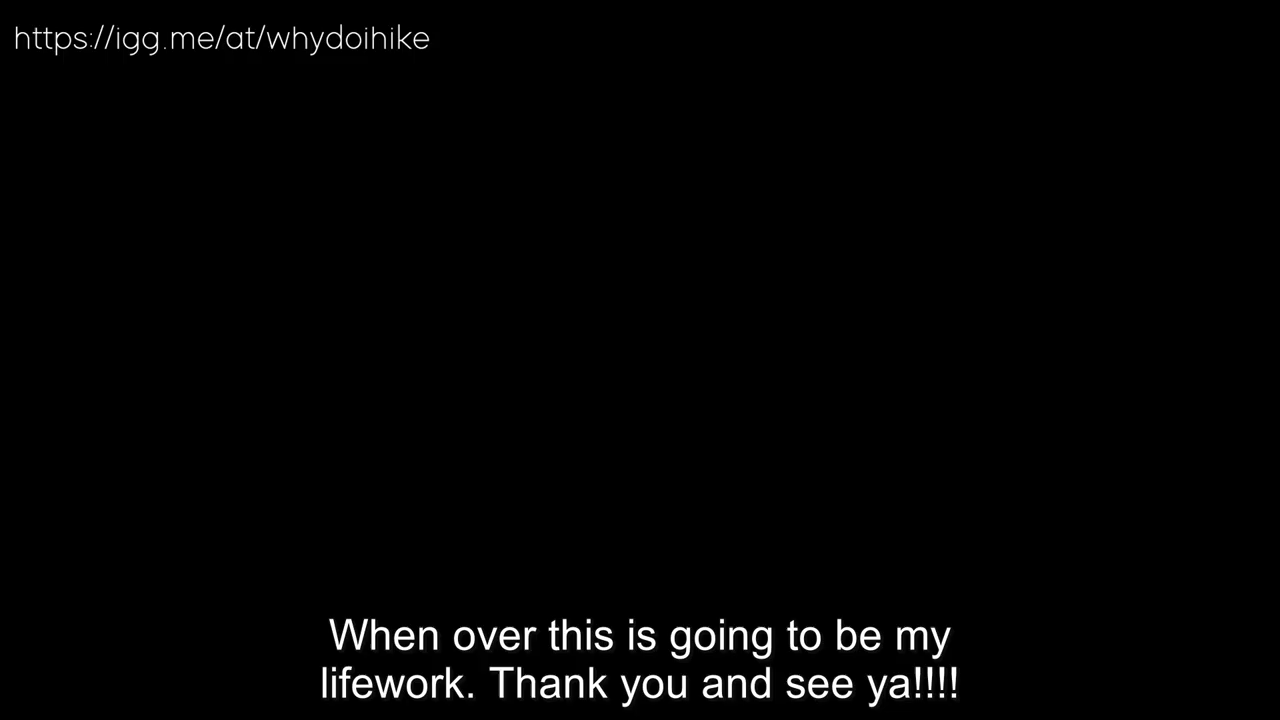 https://igg.me/at/whydoihike
When over this is going to be my
lifework. Thank you and see ya!!!!